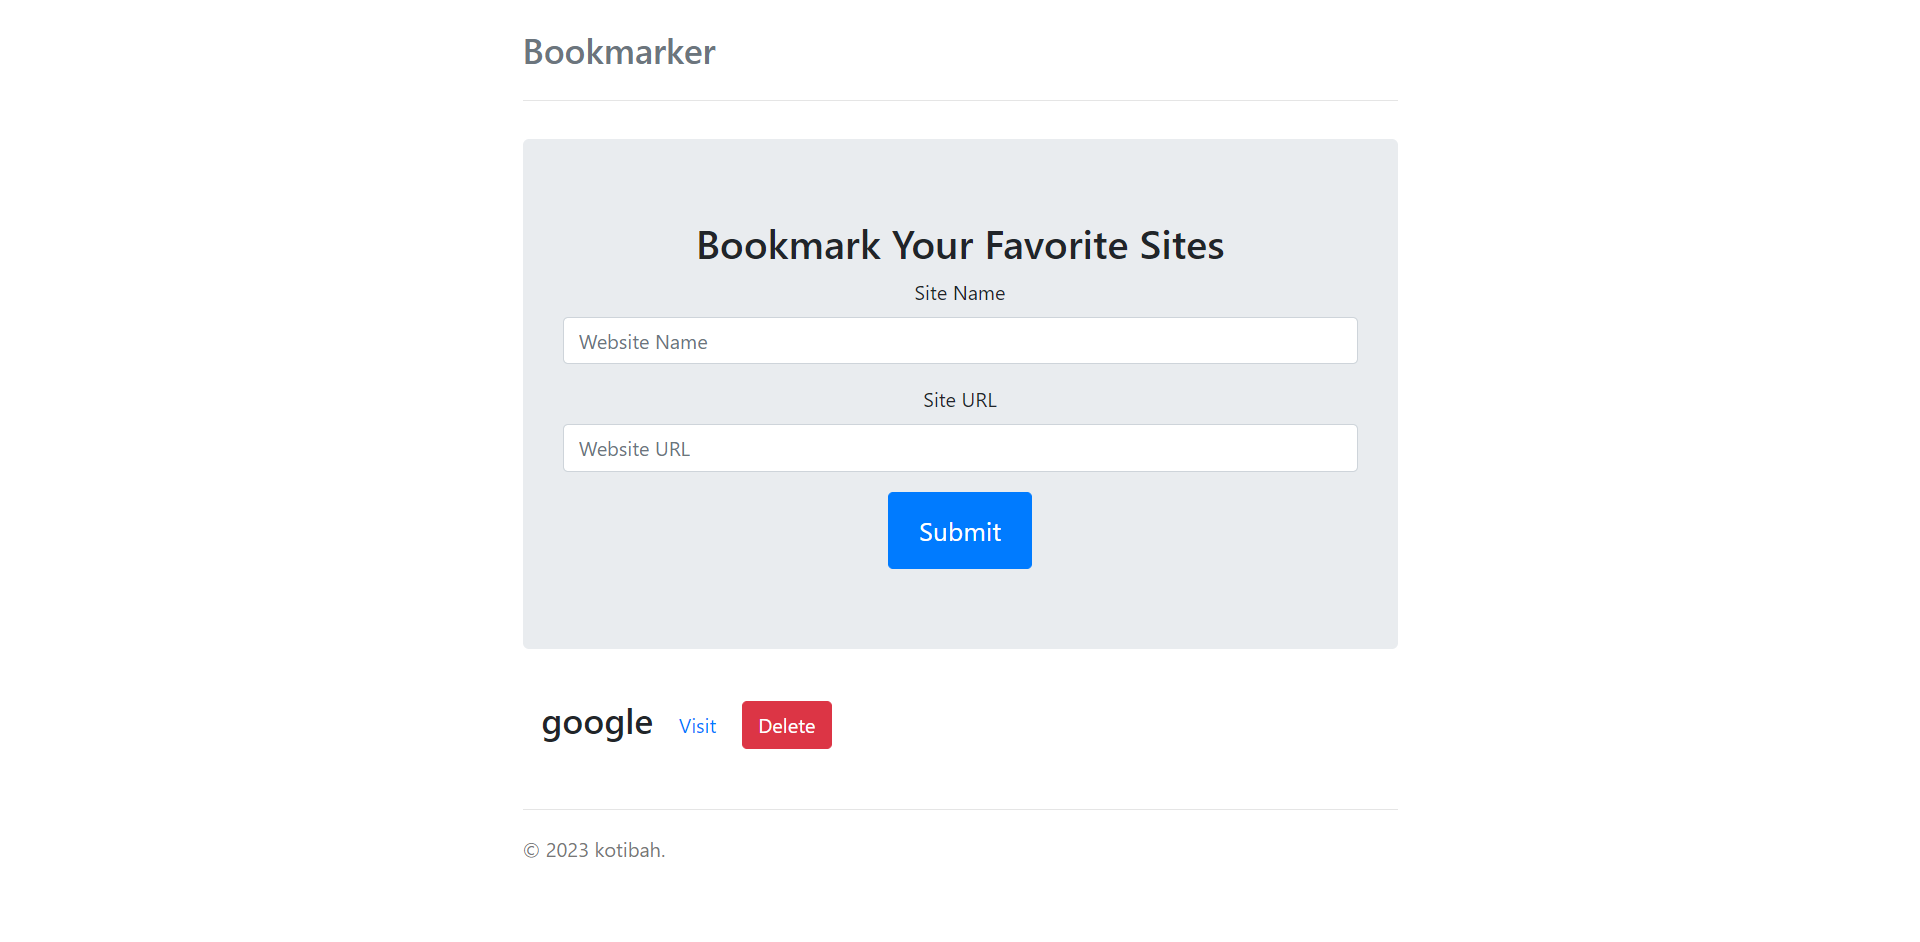 Bookmarker
Bookmark Your Favorite Sites
Site Name
Website Name
Site URL
Website URL
Submit
google Visit Delete
© 2023 kotibah.